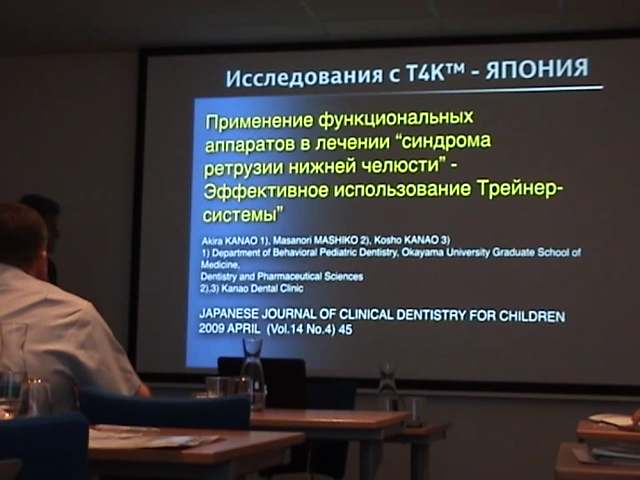 Исследования с T4K™ - ЯПОНИЯ
Применение функциональных
аппаратов в лечении “синдрома
ретрузии нижней челюсти” -
Эффективное использование Трейнер-
системы”
Akira KANAO 1), Masanori MASHIKO 2), Kosho KANAO 3)
1) Department of Behavioral Pediatric Dentistry, Okayama University Graduate School of
Medicine,
Dentistry and Pharmaceutical Sciences
2).3) Kanao Dental Clinic
JAPANESE JOURNAL OF CLINICAL DENTISTRY FOR CHILDREN
2009 APRIL (Vol.14 No.4) 45